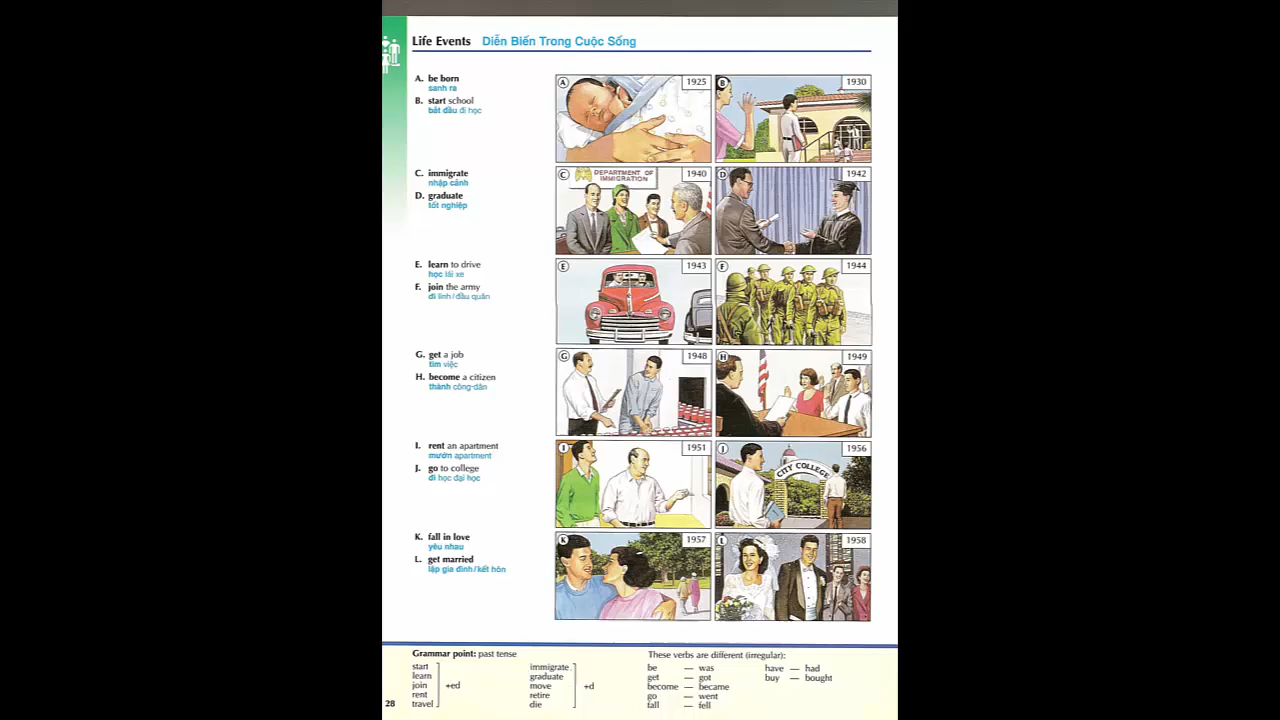 Life Events Diễn Biến Trong Cuộc Sống
A. be born
sanh ra
B. start school
bắt đầu đi học
C. immigrate
nhập cảnh
D. graduate
tốt nghiệp
E. learn to drive
học lái xe
F. join the army
đi lính/đầu quân
G. get a job
tìm việc
H. become a citizen
thành công-dân
I. rent an apartment
mướn apartment
J. go to college
đi học đại học
K. fall in love
yêu nhau
L. get married
lập gia đình/kết hôn
A 1925
B 1930
C DEPARTMENT OF IMMIGRATION 1940
D 1942
E 1943
F 1944
G 1948
H 1949
I 1951
J CITY COLLEGE 1956
K 1957
L 1958
Grammar point: past tense
start
learn
join
rent
travel
+ed
immigrate
graduate
move
retire
die
+d
These verbs are different (irregular):
be — was
get — got
become — became
go — went
fall — fell
have — had
buy — bought
28